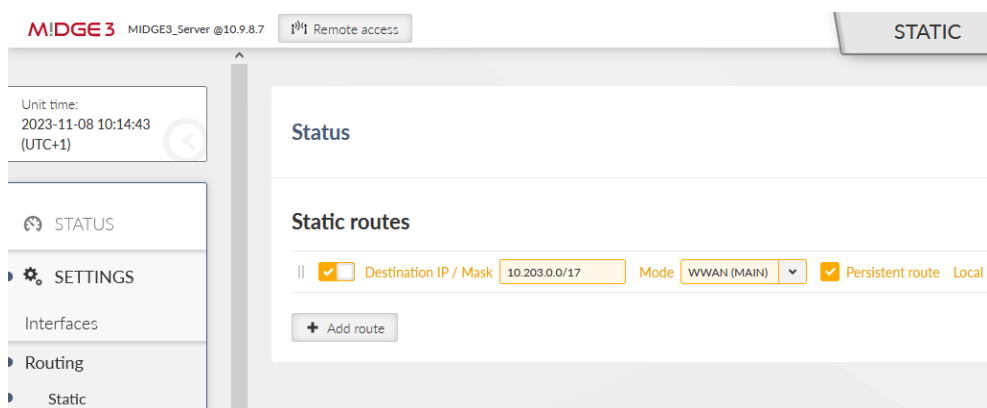 M!DGE 3 MIDGE3_Server @10.9.8.7 Remote access STATIC
Unit time:
2023-11-08 10:14:43
(UTC+1)
Status
STATUS
Static routes
SETTINGS
Destination IP / Mask 10.203.0.0/17 Mode WWAN (MAIN) Persistent route Local
Interfaces
+ Add route
Routing
Static